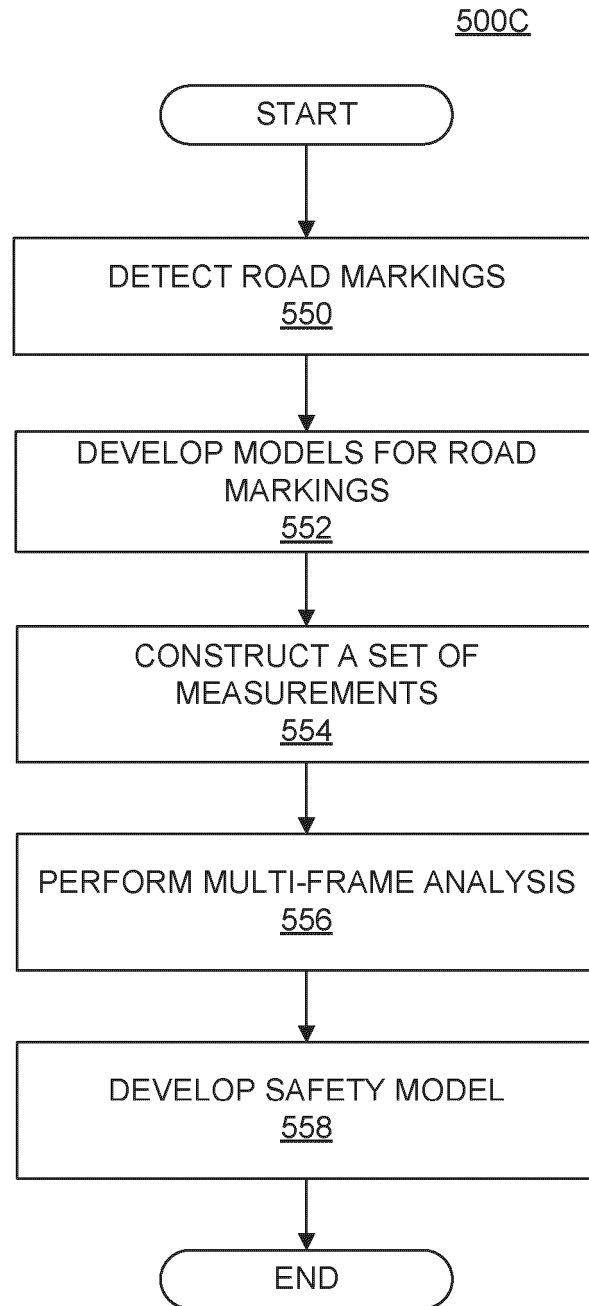 500C
START
DETECT ROAD MARKINGS
550
DEVELOP MODELS FOR ROAD
MARKINGS
552
CONSTRUCT A SET OF
MEASUREMENTS
554
PERFORM MULTI-FRAME ANALYSIS
556
DEVELOP SAFETY MODEL
558
END